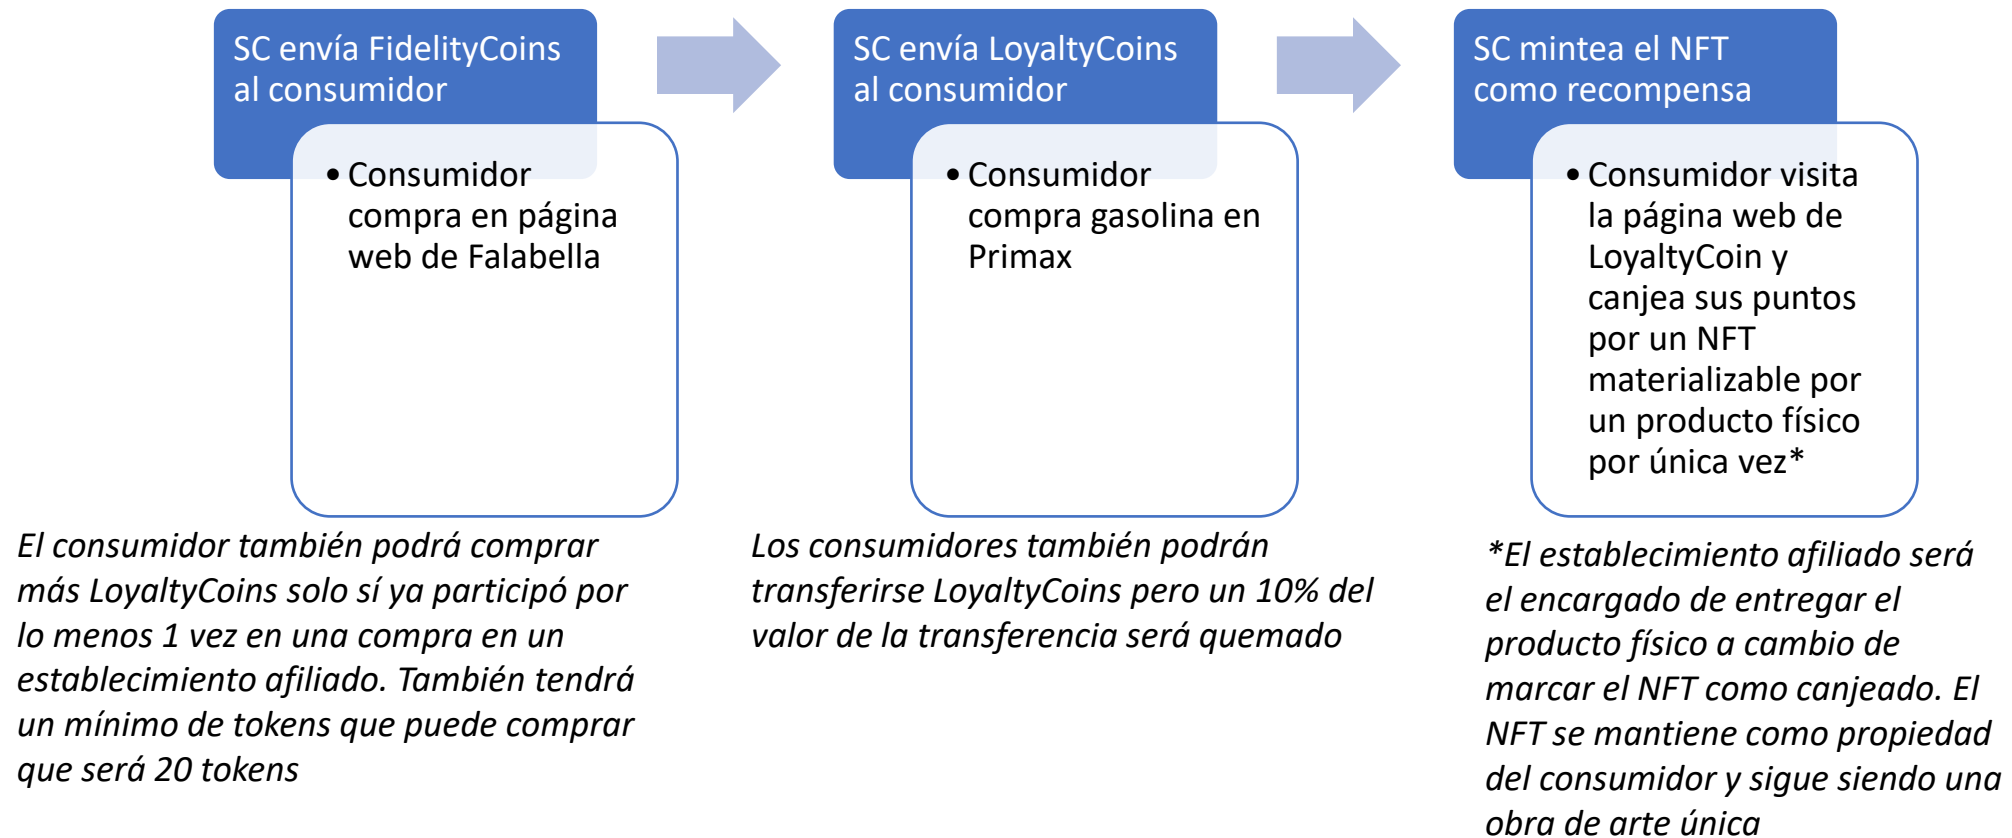 SC envía FidelityCoins
al consumidor
• Consumidor
compra en página
web de Falabella
El consumidor también podrá comprar
más LoyaltyCoins solo sí ya participó por
lo menos 1 vez en una compra en un
establecimiento afiliado. También tendrá
un mínimo de tokens que puede comprar
que será 20 tokens
SC envía LoyaltyCoins
al consumidor
• Consumidor
compra gasolina en
Primax
Los consumidores también podrán
transferirse LoyaltyCoins pero un 10% del
valor de la transferencia será quemado
SC mintea el NFT
como recompensa
• Consumidor visita
la página web de
LoyaltyCoin y
canjea sus puntos
por un NFT
materializable por
un producto físico
por única vez*
*El establecimiento afiliado será
el encargado de entregar el
producto físico a cambio de
marcar el NFT como canjeado. El
NFT se mantiene como propiedad
del consumidor y sigue siendo una
obra de arte única